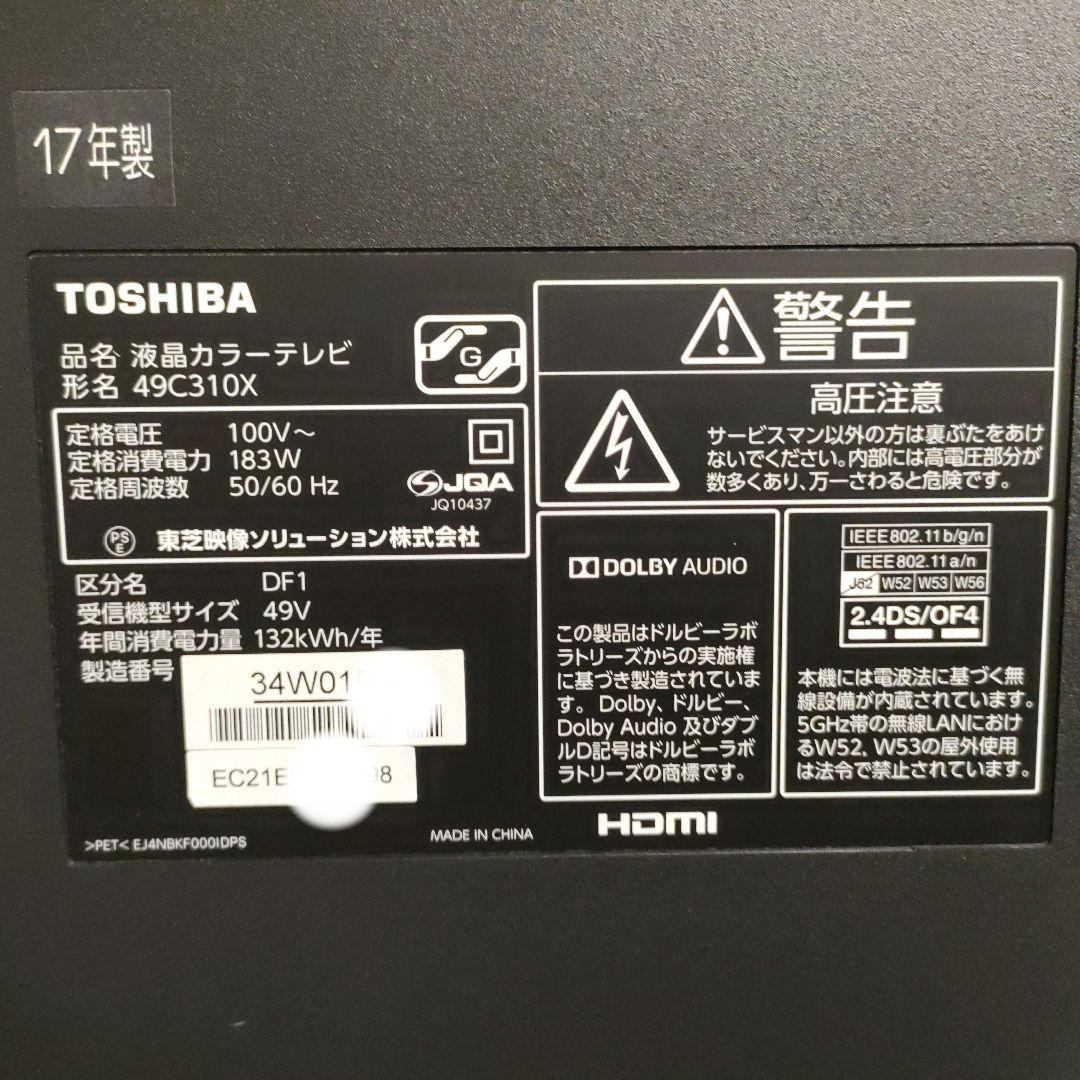 17年製
TOSHIBA
品名 液晶カラーテレビ
形名 49C310X
G
定格電圧 100V～
定格消費電力 183W
定格周波数 50/60 Hz
JQA
JQ10437
PS
E
東芝映像ソリューション株式会社
区分名 DF1
受信機型サイズ 49V
年間消費電力量 132kWh/年
製造番号
34W01
EC21E 98
>PET< EJ4NBKF000IDPS
MADE IN CHINA
警告
高圧注意
サービスマン以外の方は裏ぶたをあけ
ないでください。内部には高電圧部分が
数多くあり、万一さわると危険です。
DOLBY AUDIO
この製品はドルビーラボ
ラトリーズからの実施権
に基づき製造されていま
す。Dolby、ドルビー、
Dolby Audio 及びダブ
ルD記号はドルビーラボ
ラトリーズの商標です。
HDMI
IEEE802.11b/g/n
IEEE802.11a/n
J52 W52 W53 W56
2.4DS/OF4
本機には電波法に基づく無
線設備が内蔵されています。
5GHz帯の無線LANにおけ
るW52、W53の屋外使用
は法令で禁止されています。